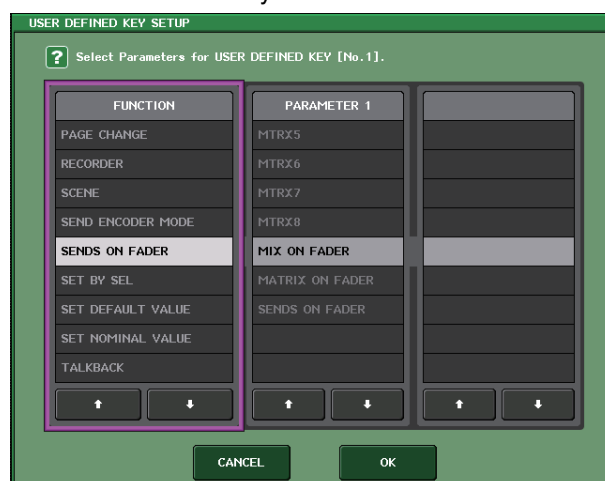 USER DEFINED KEY SETUP
? Select Parameters for USER DEFINED KEY [No.1].
FUNCTION
PARAMETER 1
PAGE CHANGE
MTRX5
RECORDER
MTRX6
SCENE
MTRX7
SEND ENCODER MODE
MTRX8
SENDS ON FADER
MIX ON FADER
SET BY SEL
MATRIX ON FADER
SET DEFAULT VALUE
SENDS ON FADER
SET NOMINAL VALUE
TALKBACK
CANCEL
OK